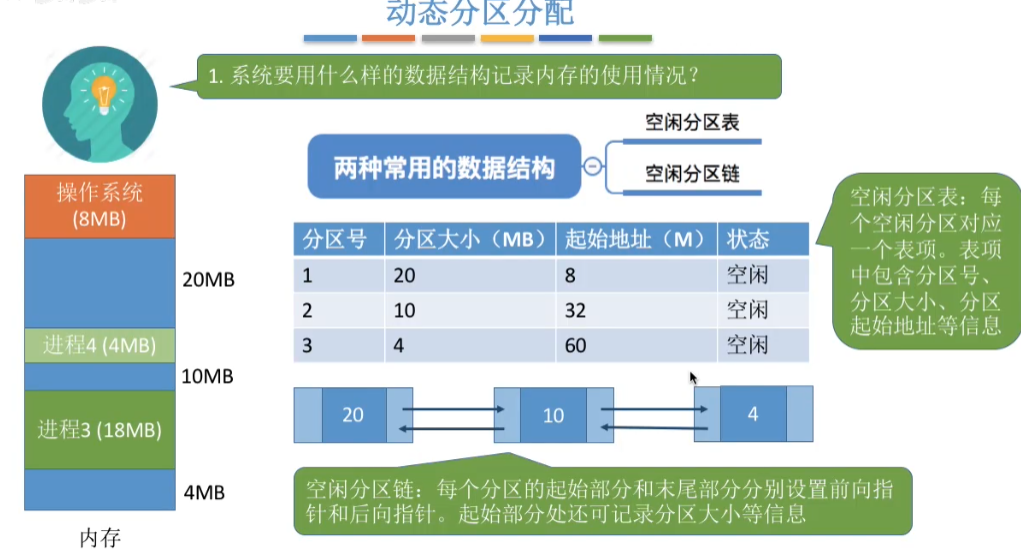 动态分区分配
1. 系统要用什么样的数据结构记录内存的使用情况？
两种常用的数据结构
空闲分区表
空闲分区链
操作系统
(8MB)
20MB
进程4 (4MB)
10MB
进程3 (18MB)
4MB
内存
分区号 分区大小（MB） 起始地址（M） 状态
1 20 8 空闲
2 10 32 空闲
3 4 60 空闲
空闲分区表：每
个空闲分区对应
一个表项。表项
中包含分区号、
分区大小、分区
起始地址等信息
20 10 4
空闲分区链：每个分区的起始部分和末尾部分分别设置前向指
针和后向指针。起始部分处还可记录分区大小等信息